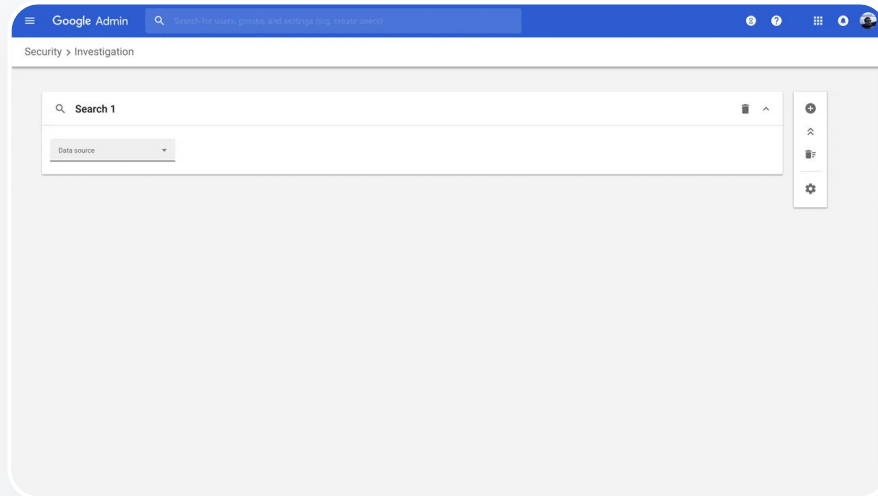 Google Admin
Search for users, groups, and settings (e.g. create users)
Security > Investigation
Search 1
Data source